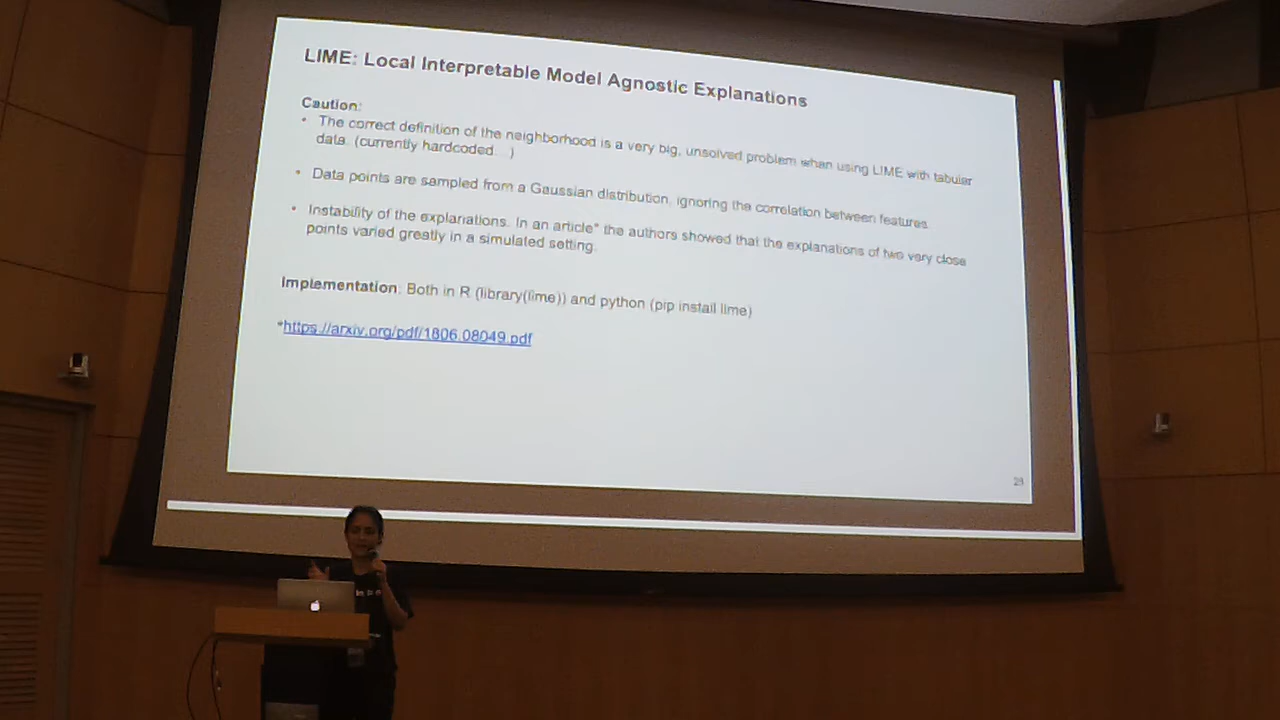 LIME: Local Interpretable Model Agnostic Explanations
Caution:
• The correct definition of the neighborhood is a very big, unsolved problem when using LIME with tabular
data. (currently hardcoded...)
• Data points are sampled from a Gaussian distribution, ignoring the correlation between features.
• Instability of the explanations. In an article* the authors showed that the explanations of two very close
points varied greatly in a simulated setting.
Implementation: Both in R (library(lime)) and python (pip install lime)
*https://arxiv.org/pdf/1806.08049.pdf